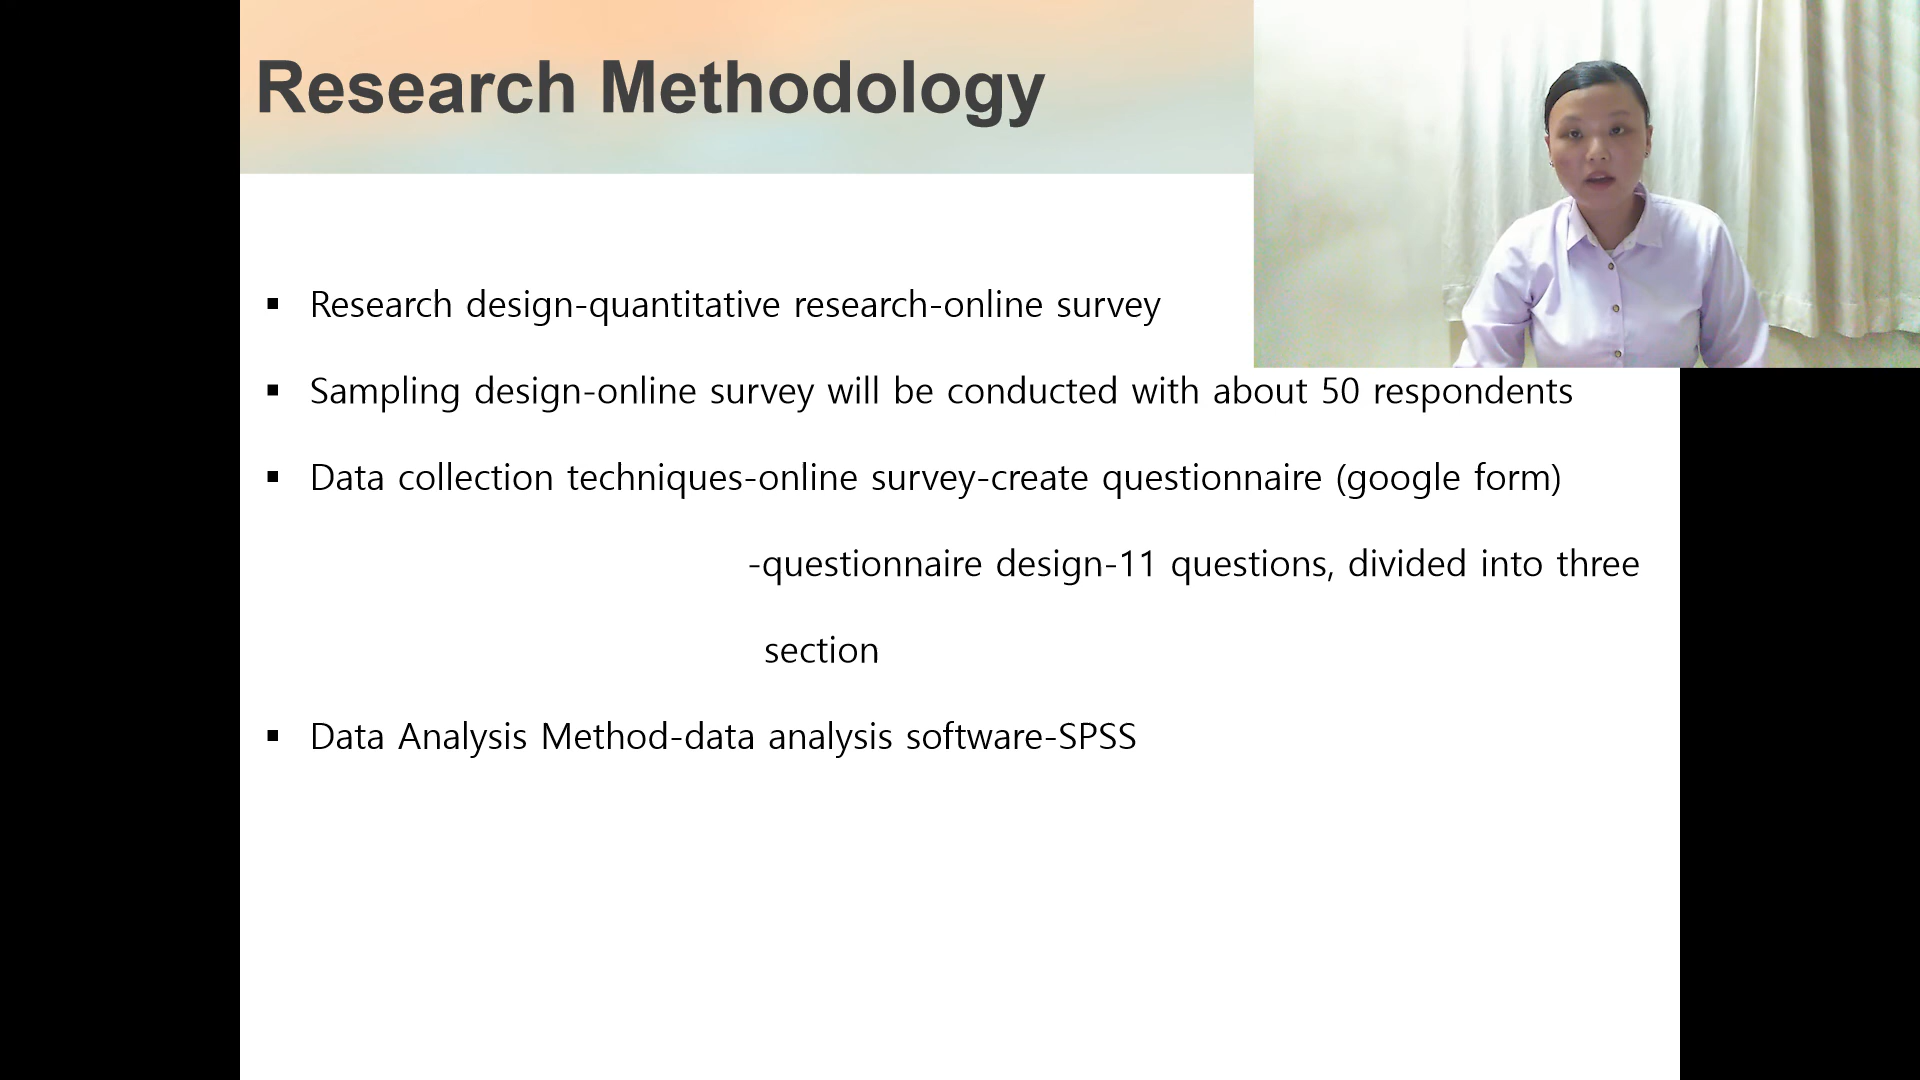 Research Methodology
▪ Research design-quantitative research-online survey
▪ Sampling design-online survey will be conducted with about 50 respondents
▪ Data collection techniques-online survey-create questionnaire (google form)
-questionnaire design-11 questions, divided into three
section
▪ Data Analysis Method-data analysis software-SPSS